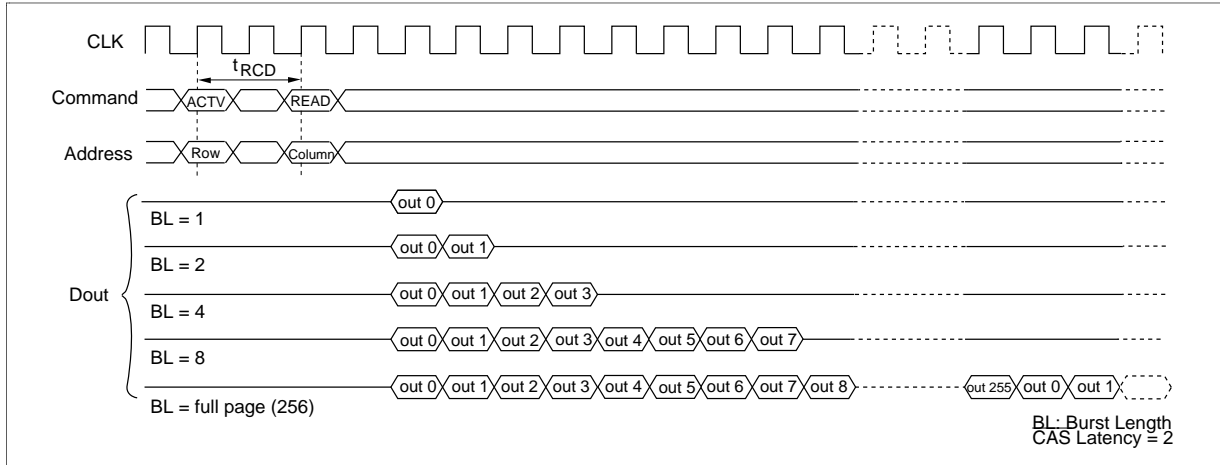 CLK
tRCD
Command ACTV READ
Address Row Column
out 0
BL = 1
out 0 out 1
BL = 2
Dout
out 0 out 1 out 2 out 3
BL = 4
out 0 out 1 out 2 out 3 out 4 out 5 out 6 out 7
BL = 8
out 0 out 1 out 2 out 3 out 4 out 5 out 6 out 7 out 8 out 255 out 0 out 1
BL = full page (256)
BL: Burst Length
CAS Latency = 2